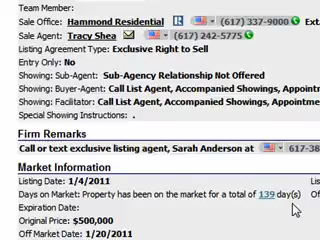 Team Member:
Sale Office: Hammond Residential (617) 337-9000 Ext.
Sale Agent: Tracy Shea (617) 242-5775
Listing Agreement Type: Exclusive Right to Sell
Entry Only: No
Showing: Sub-Agent: Sub-Agency Relationship Not Offered
Showing: Buyer-Agent: Call List Agent, Accompanied Showings, Appointme
Showing: Facilitator: Call List Agent, Accompanied Showings, Appointme
Special Showing Instructions: .
Firm Remarks
Call or text exclusive listing agent, Sarah Anderson at 617-38
Market Information
Listing Date: 1/4/2011 Lis
Days on Market: Property has been on the market for a total of 139 day(s) Of
Expiration Date:
Original Price: $500,000
Off Market Date: 1/20/2011